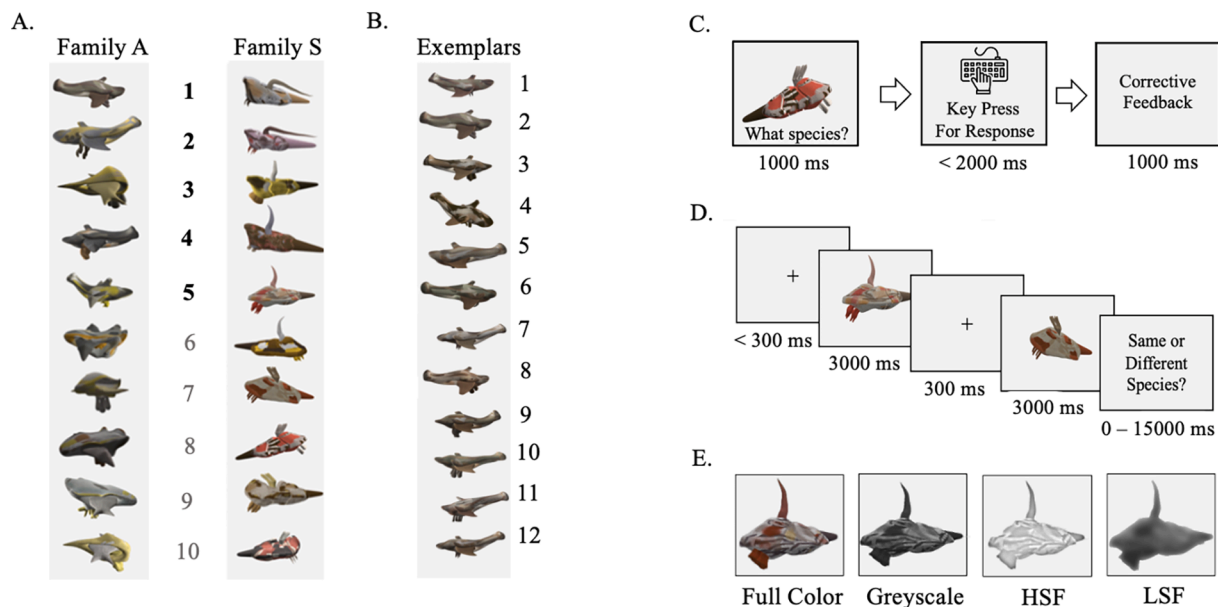 A.
Family A
Family S
1
2
3
4
5
6
7
8
9
10
B.
Exemplars
1
2
3
4
5
6
7
8
9
10
11
12
C.
What species?
1000 ms
Key Press
For Response
< 2000 ms
Corrective
Feedback
1000 ms
D.
+
< 300 ms
3000 ms
+
300 ms
3000 ms
Same or
Different
Species?
0 – 15000 ms
E.
Full Color
Greyscale
HSF
LSF